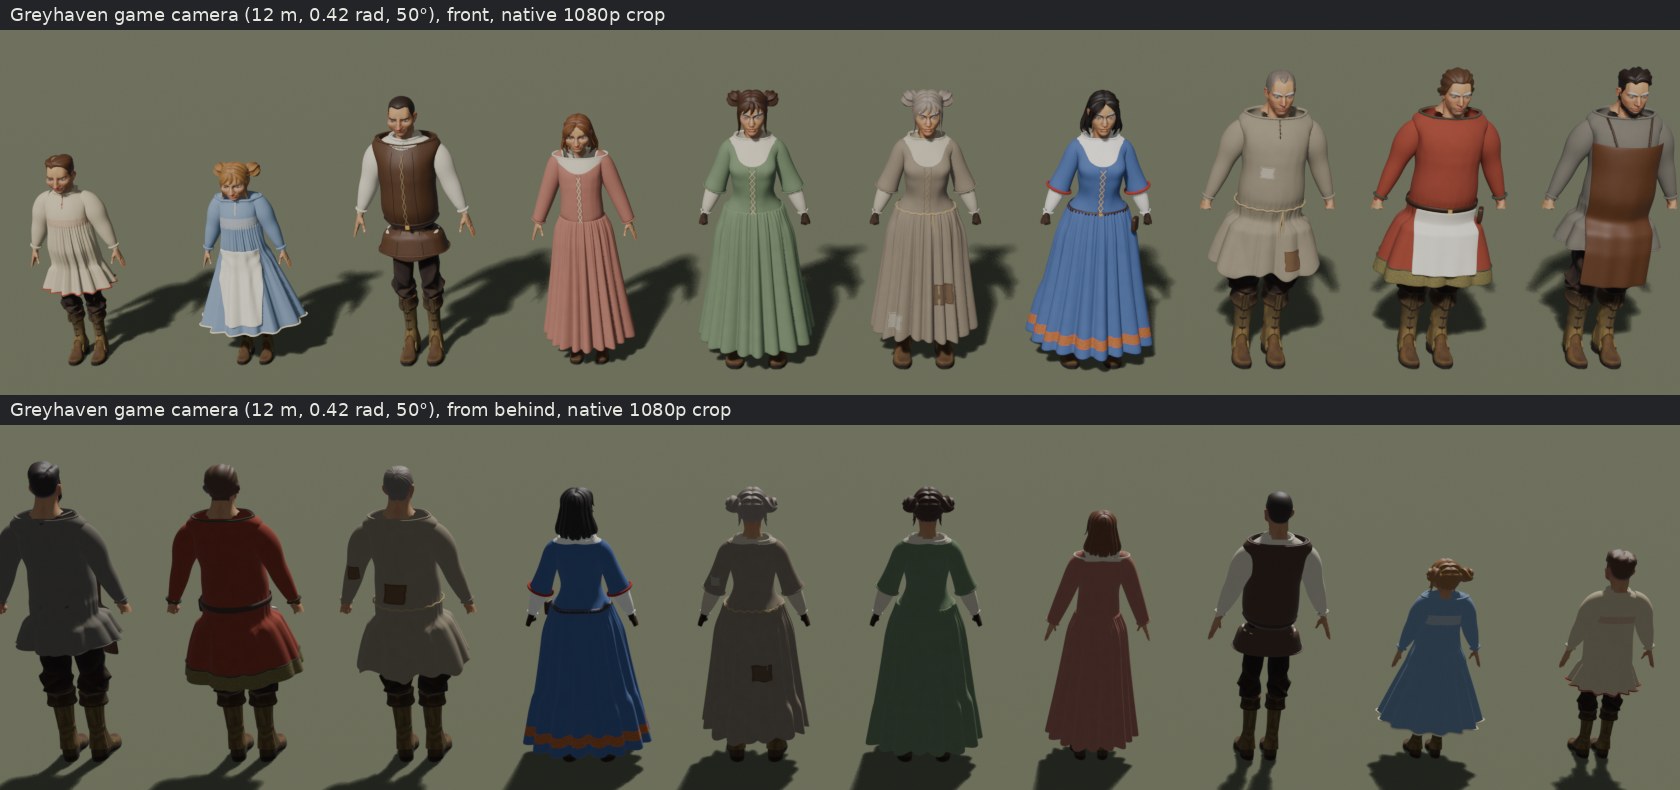 Greyhaven game camera (12 m, 0.42 rad, 50°), front, native 1080p crop
Greyhaven game camera (12 m, 0.42 rad, 50°), from behind, native 1080p crop